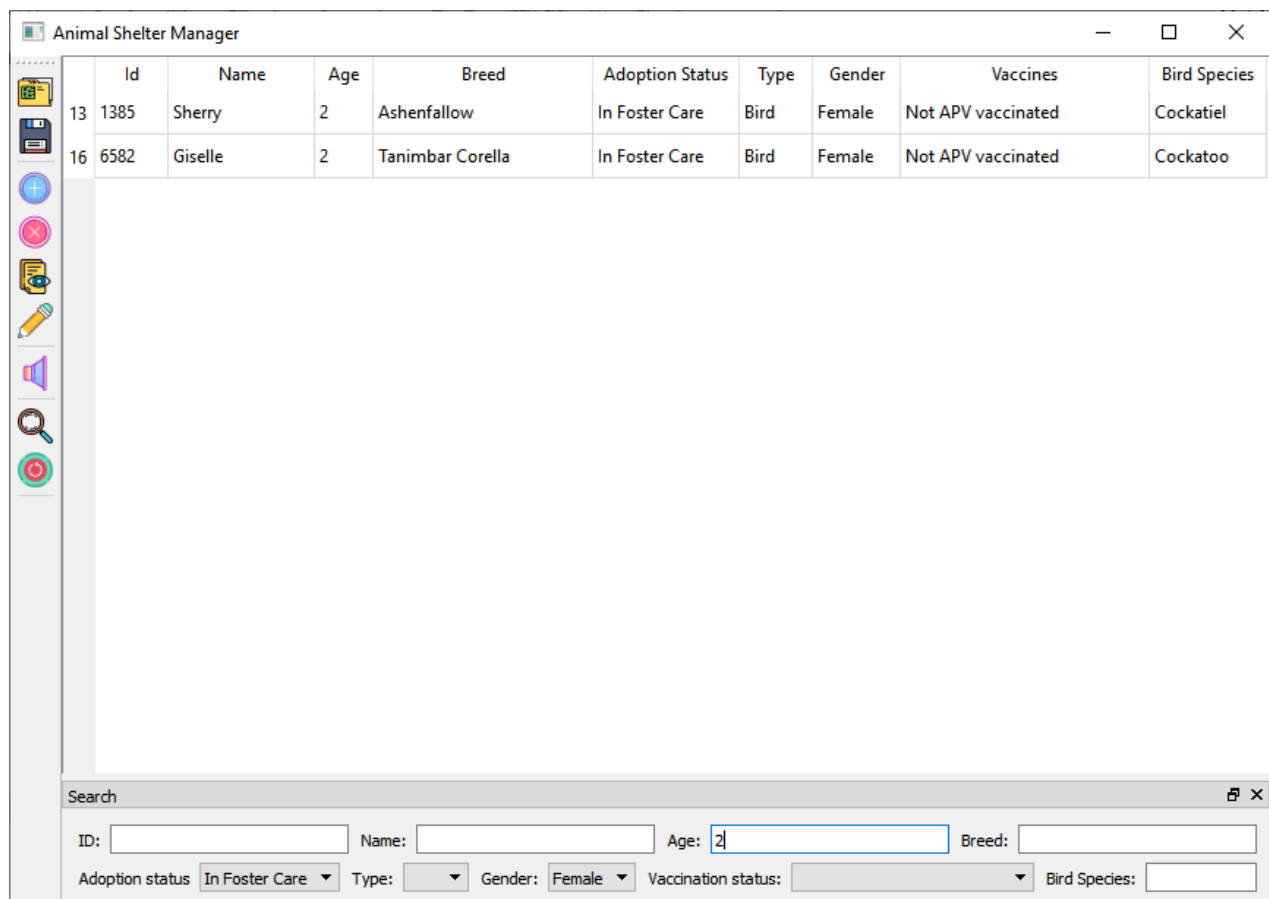 Animal Shelter Manager
Id Name Age Breed Adoption Status Type Gender Vaccines Bird Species
13 1385 Sherry 2 Ashenfallow In Foster Care Bird Female Not APV vaccinated Cockatiel
16 6582 Giselle 2 Tanimbar Corella In Foster Care Bird Female Not APV vaccinated Cockatoo
Search
ID: Name: Age: 2 Breed:
Adoption status In Foster Care Type: Gender: Female Vaccination status: Bird Species: